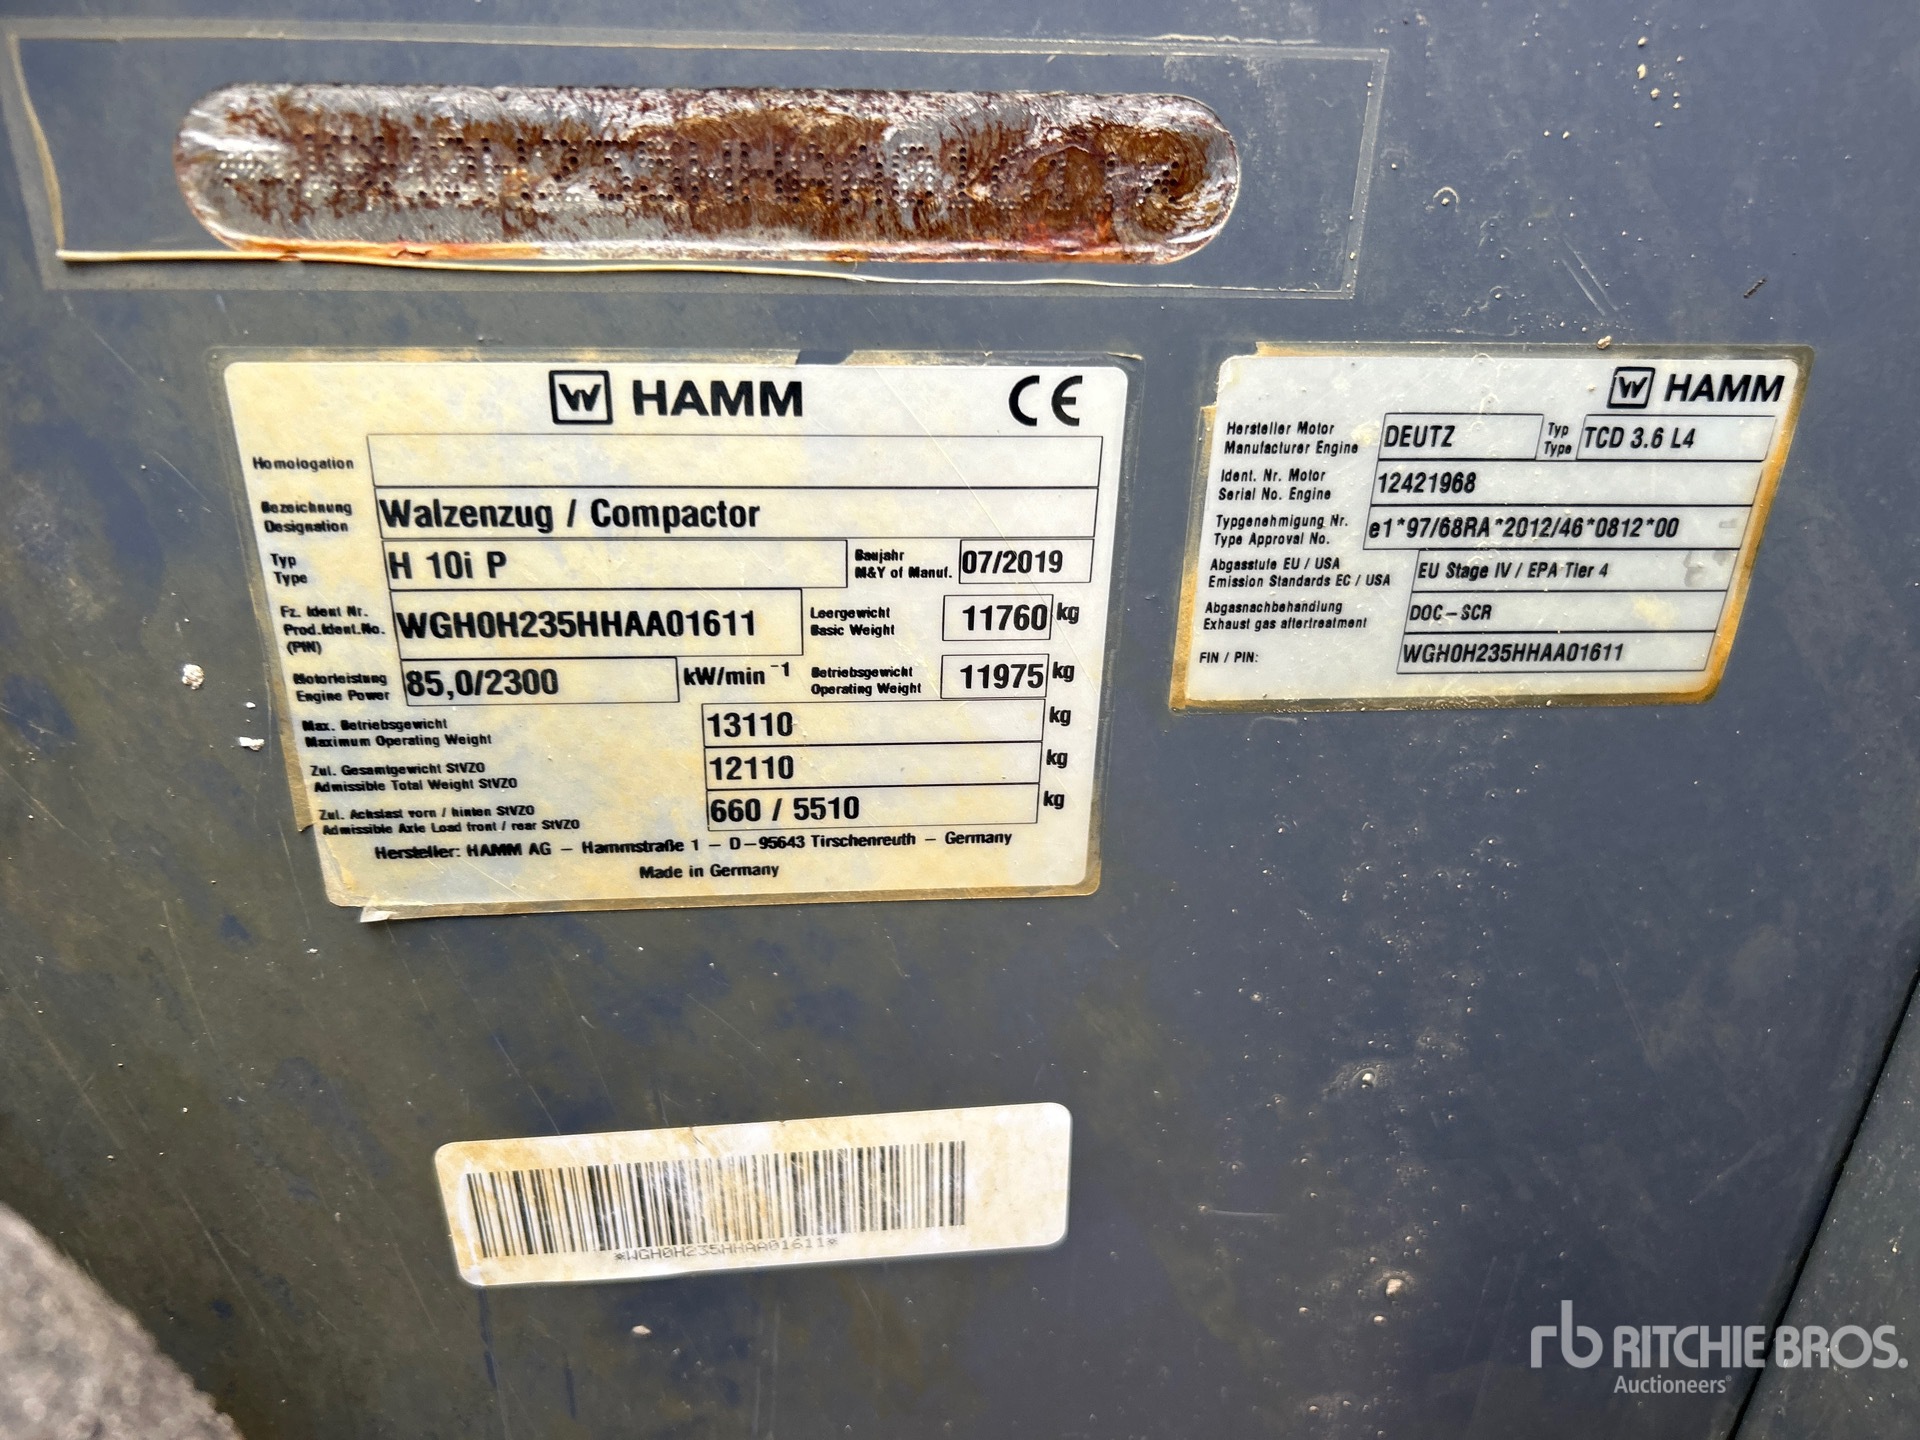 HAMM CE
Homologation
Bezeichnung
Designation
Walzenzug / Compactor
Typ
Type
H 10i P
Baujahr
M&Y of Manuf.
07/2019
Fz. Ident Nr.
Prod.Ident.No.
(PIN)
WGH0H235HHAA01611
Leergewicht
Basic Weight
11760 kg
Motorleistung
Engine Power
85,0/2300 kW/min ⁻¹
Betriebsgewicht
Operating Weight
11975 kg
Max. Betriebsgewicht
Maximum Operating Weight
13110 kg
Zul. Gesamtgewicht StVZO
Admissible Total Weight StVZO
12110 kg
Zul. Achslast vorn / hinten StVZO
Admissible Axle Load front / rear StVZO
660 / 5510 kg
Hersteller: HAMM AG – Hammstraße 1 – D–95643 Tirschenreuth – Germany
Made in Germany
HAMM
Hersteller Motor
Manufacturer Engine
DEUTZ
Typ
Type
TCD 3.6 L4
Ident. Nr. Motor
Serial No. Engine
12421968
Typgenehmigung Nr.
Type Approval No.
e1*97/68RA*2012/46*0812*00
Abgasstufe EU / USA
Emission Standards EC / USA
EU Stage IV / EPA Tier 4
Abgasnachbehandlung
Exhaust gas aftertreatment
DOC–SCR
FIN / PIN:
WGH0H235HHAA01611
*WGH0H235HHAA01611*
rb RITCHIE BROS.
Auctioneers